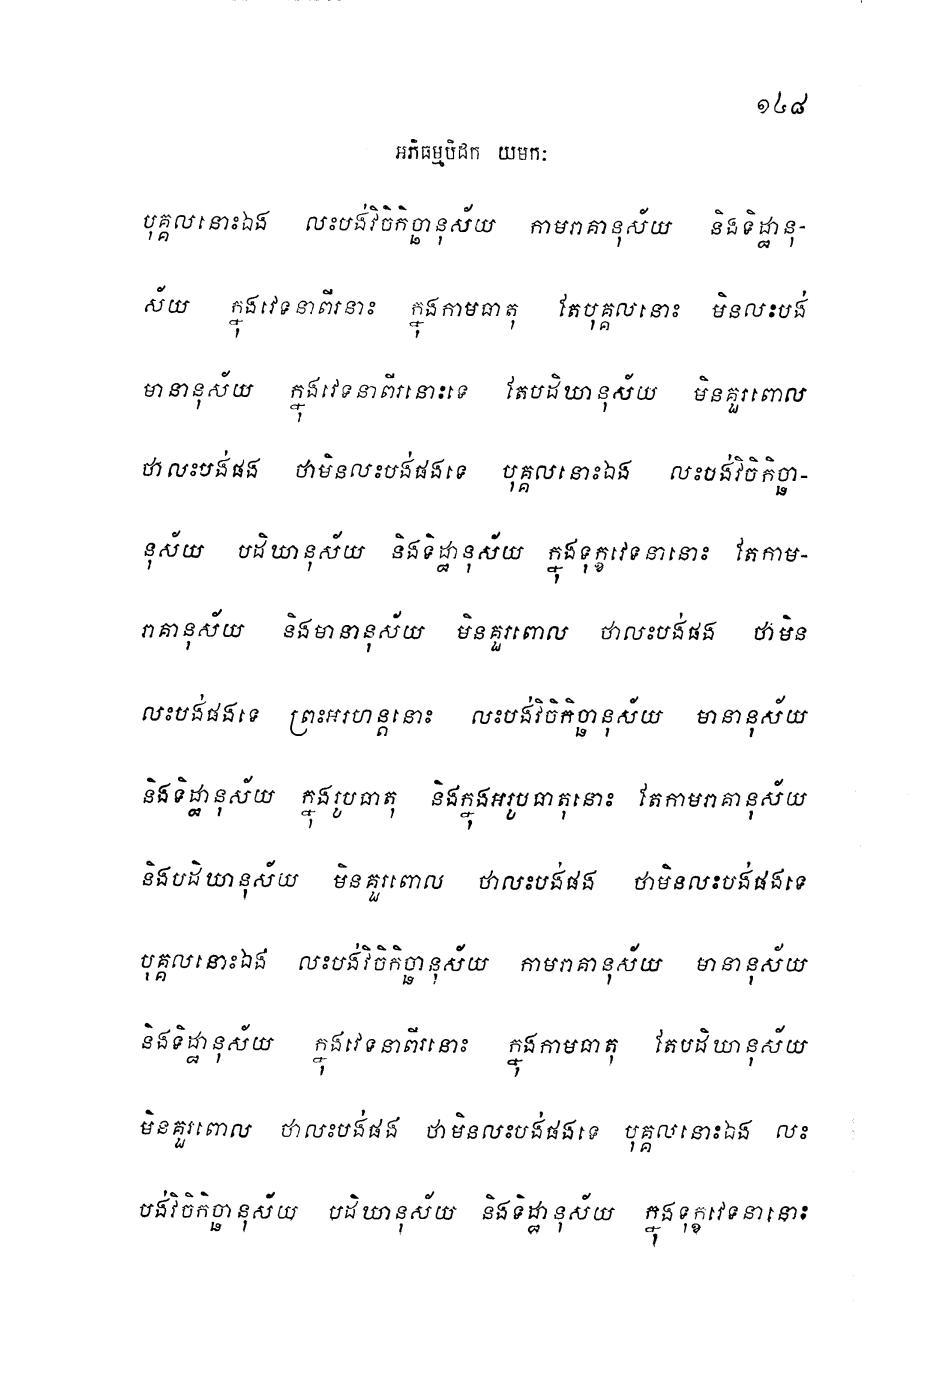 ១៤៨
អភិធម្មបិដក យមកៈ
បុគ្គលនោះឯង លះបង់វិចិកិច្ឆានុស័យ កាមរាគានុស័យ និងទិដ្ឋានុ-
ស័យ ក្នុងវេទនាពីរនោះ ក្នុងកាមធាតុ តែបុគ្គលនោះ មិនលះបង់
មានានុស័យ ក្នុងវេទនាពីរនោះទេ តែបដិឃានុស័យ មិនគួរពោល
ថាលះបង់ផង ថាមិនលះបង់ផងទេ បុគ្គលនោះឯង លះបង់វិចិកិច្ឆា-
នុស័យ បដិឃានុស័យ និងទិដ្ឋានុស័យ ក្នុងទុក្ខវេទនានោះ តែកាម-
រាគានុស័យ និងមានានុស័យ មិនគួរពោល ថាលះបង់ផង ថាមិន
លះបង់ផងទេ ព្រះអរហន្តនោះ លះបង់វិចិកិច្ឆានុស័យ មានានុស័យ
និងទិដ្ឋានុស័យ ក្នុងរូបធាតុ និងក្នុងអរូបធាតុនោះ តែកាមរាគានុស័យ
និងបដិឃានុស័យ មិនគួរពោល ថាលះបង់ផង ថាមិនលះបង់ផងទេ
បុគ្គលនោះឯង លះបង់វិចិកិច្ឆានុស័យ កាមរាគានុស័យ មានានុស័យ
និងទិដ្ឋានុស័យ ក្នុងវេទនាពីរនោះ ក្នុងកាមធាតុ តែបដិឃានុស័យ
មិនគួរពោល ថាលះបង់ផង ថាមិនលះបង់ផងទេ បុគ្គលនោះឯង លះ
បង់វិចិកិច្ឆានុស័យ បដិឃានុស័យ និងទិដ្ឋានុស័យ ក្នុងទុក្ខវេទនានោះ